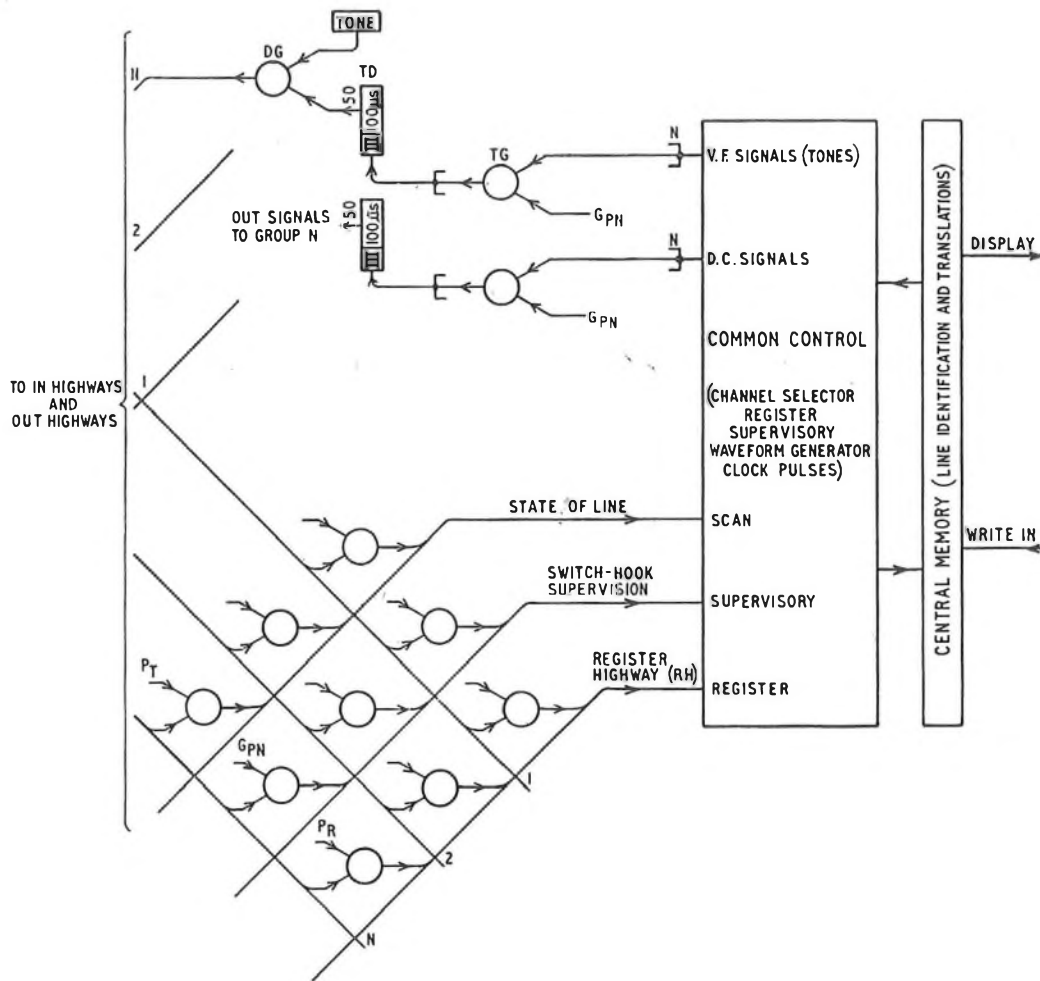 TONE
DG
N
TD
50
100µs
N
V.F. SIGNALS (TONES)
TG
GPN
2
OUT SIGNALS
TO GROUP N
50
100µs
N
D.C. SIGNALS
DISPLAY
GPN
COMMON CONTROL
1
TO IN HIGHWAYS
AND
OUT HIGHWAYS
(CHANNEL SELECTOR
REGISTER
SUPERVISORY
WAVEFORM GENERATOR
CLOCK PULSES)
CENTRAL MEMORY (LINE IDENTIFICATION AND TRANSLATIONS)
STATE OF LINE
SCAN
WRITE IN
SWITCH-HOOK
SUPERVISION
SUPERVISORY
REGISTER
HIGHWAY (RH)
REGISTER
PT
GPN
1
PR
2
N